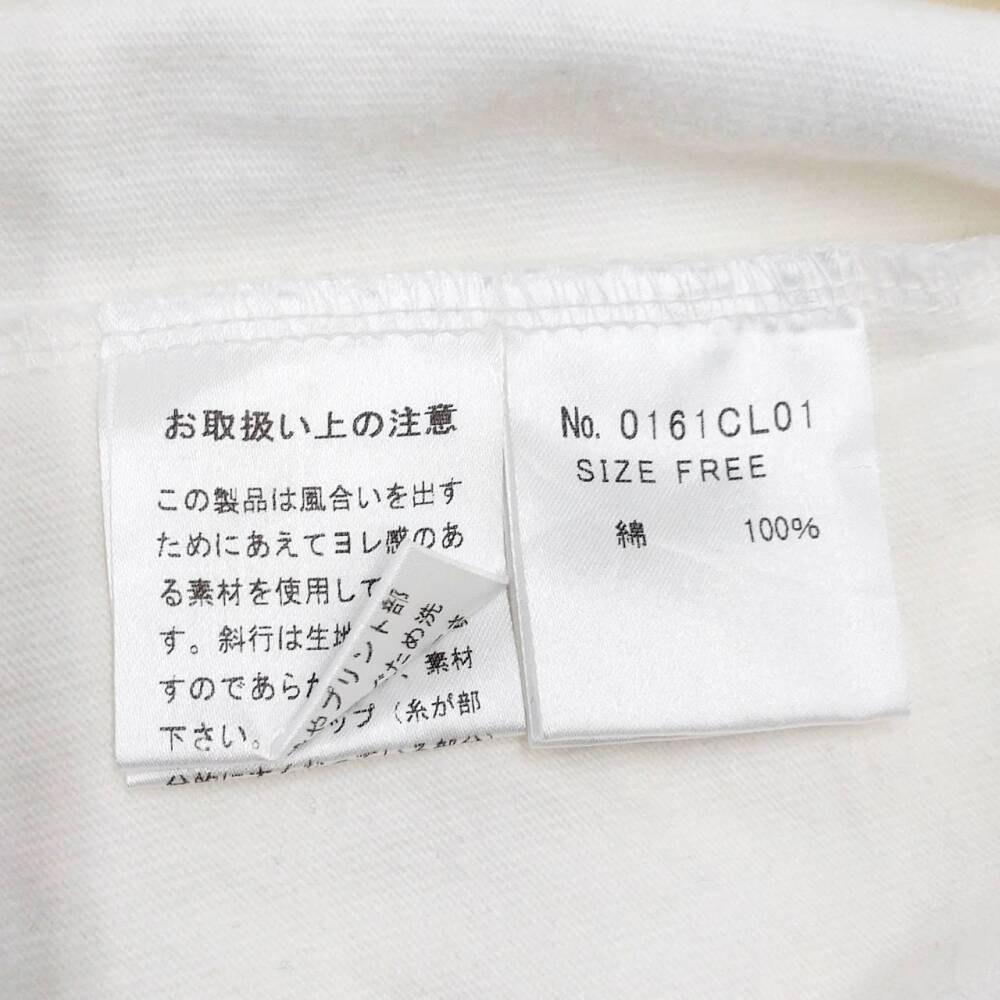 お取扱い上の注意
この製品は風合いを出す
ためにあえてヨレ感のあ
る素材を使用して
す。斜行は生地
すのであらた
下さい。
プリント部
ため洗
素材
ップ（糸が部
No. 0161CL01
SIZE FREE
綿 100%